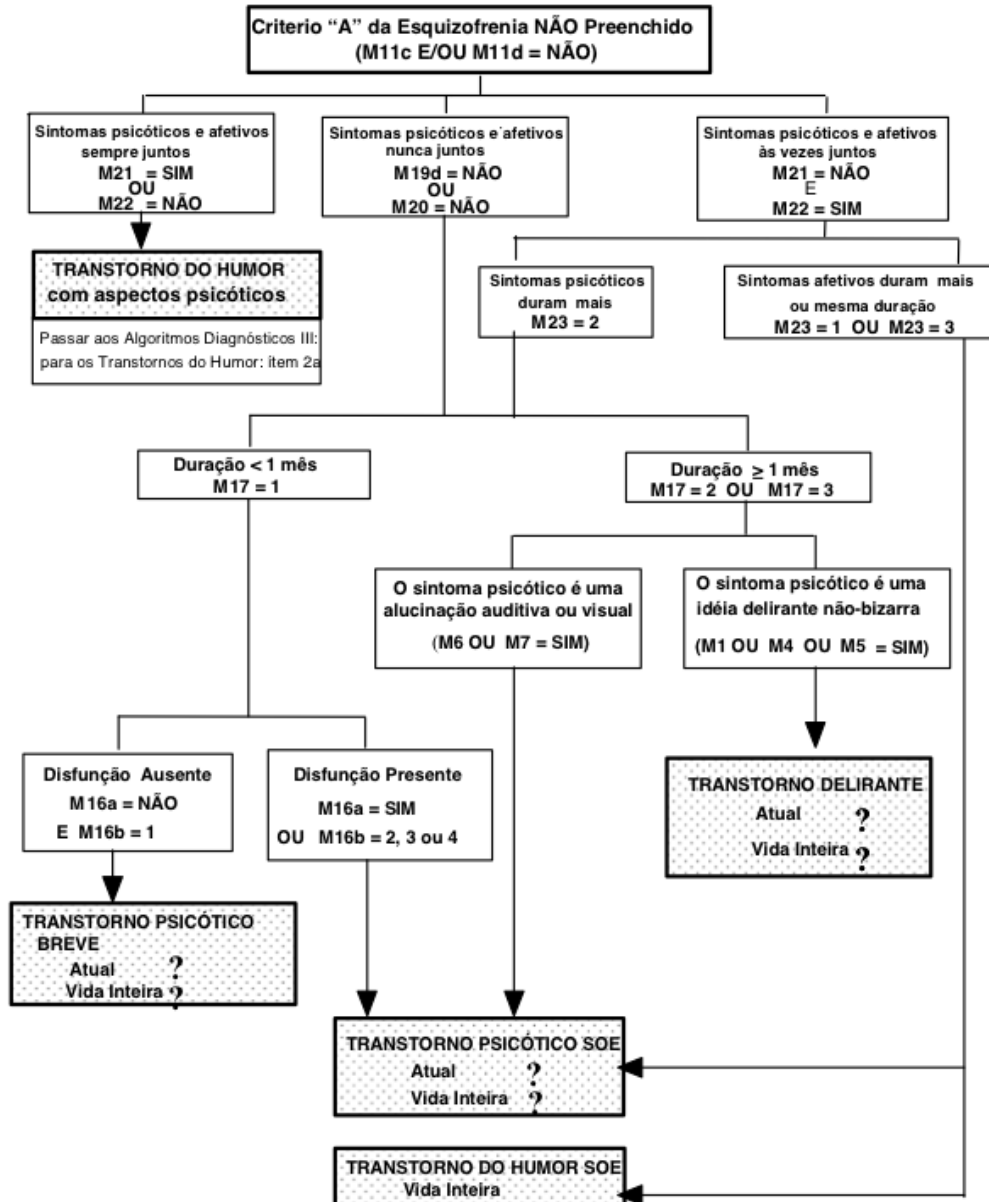 Criterio “A” da Esquizofrenia NÃO Preenchido
(M11c E/OU M11d = NÃO)
Sintomas psicóticos e afetivos
sempre juntos
M21 = SIM
OU
M22 = NÃO
Sintomas psicóticos e afetivos
nunca juntos
M19d = NÃO
OU
M20 = NÃO
Sintomas psicóticos e afetivos
às vezes juntos
M21 = NÃO
E
M22 = SIM
TRANSTORNO DO HUMOR
com aspectos psicóticos
Passar aos Algoritmos Diagnósticos III:
para os Transtornos do Humor: item 2a
Sintomas psicóticos
duram mais
M23 = 2
Sintomas afetivos duram mais
ou mesma duração
M23 = 1 OU M23 = 3
Duração < 1 mês
M17 = 1
Duração ≥ 1 mês
M17 = 2 OU M17 = 3
O sintoma psicótico é uma
alucinação auditiva ou visual
(M6 OU M7 = SIM)
O sintoma psicótico é uma
idéia delirante não-bizarra
(M1 OU M4 OU M5 = SIM)
Disfunção Ausente
M16a = NÃO
E M16b = 1
Disfunção Presente
M16a = SIM
OU M16b = 2, 3 ou 4
TRANSTORNO DELIRANTE
Atual ?
Vida Inteira ?
TRANSTORNO PSICÓTICO
BREVE
Atual ?
Vida Inteira ?
TRANSTORNO PSICÓTICO SOE
Atual ?
Vida Inteira ?
TRANSTORNO DO HUMOR SOE
Vida Inteira